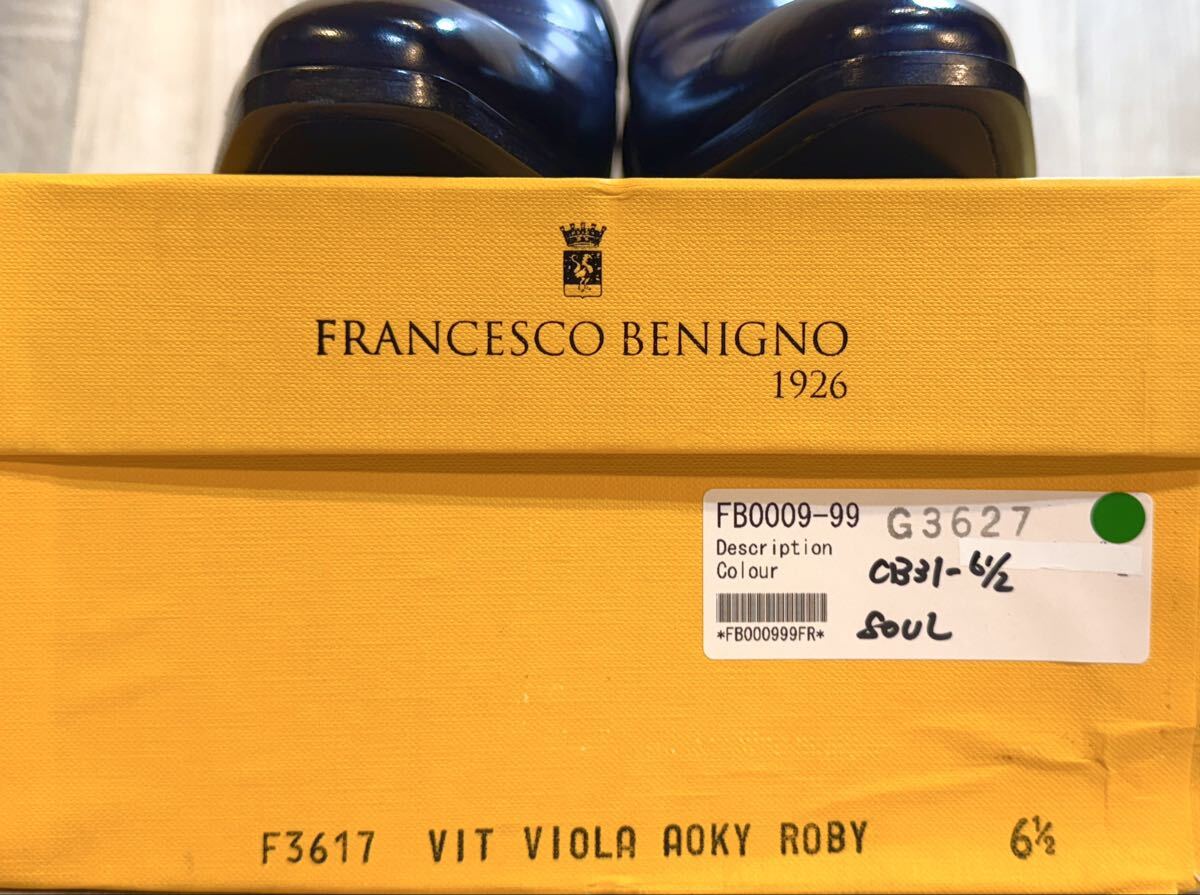 FRANCESCO BENIGNO
1926
FB0009-99 G3627
Description
Colour CB31-6½
*FB000999FR* SOUL
F3617 VIT VIOLA AOKY ROBY 6½